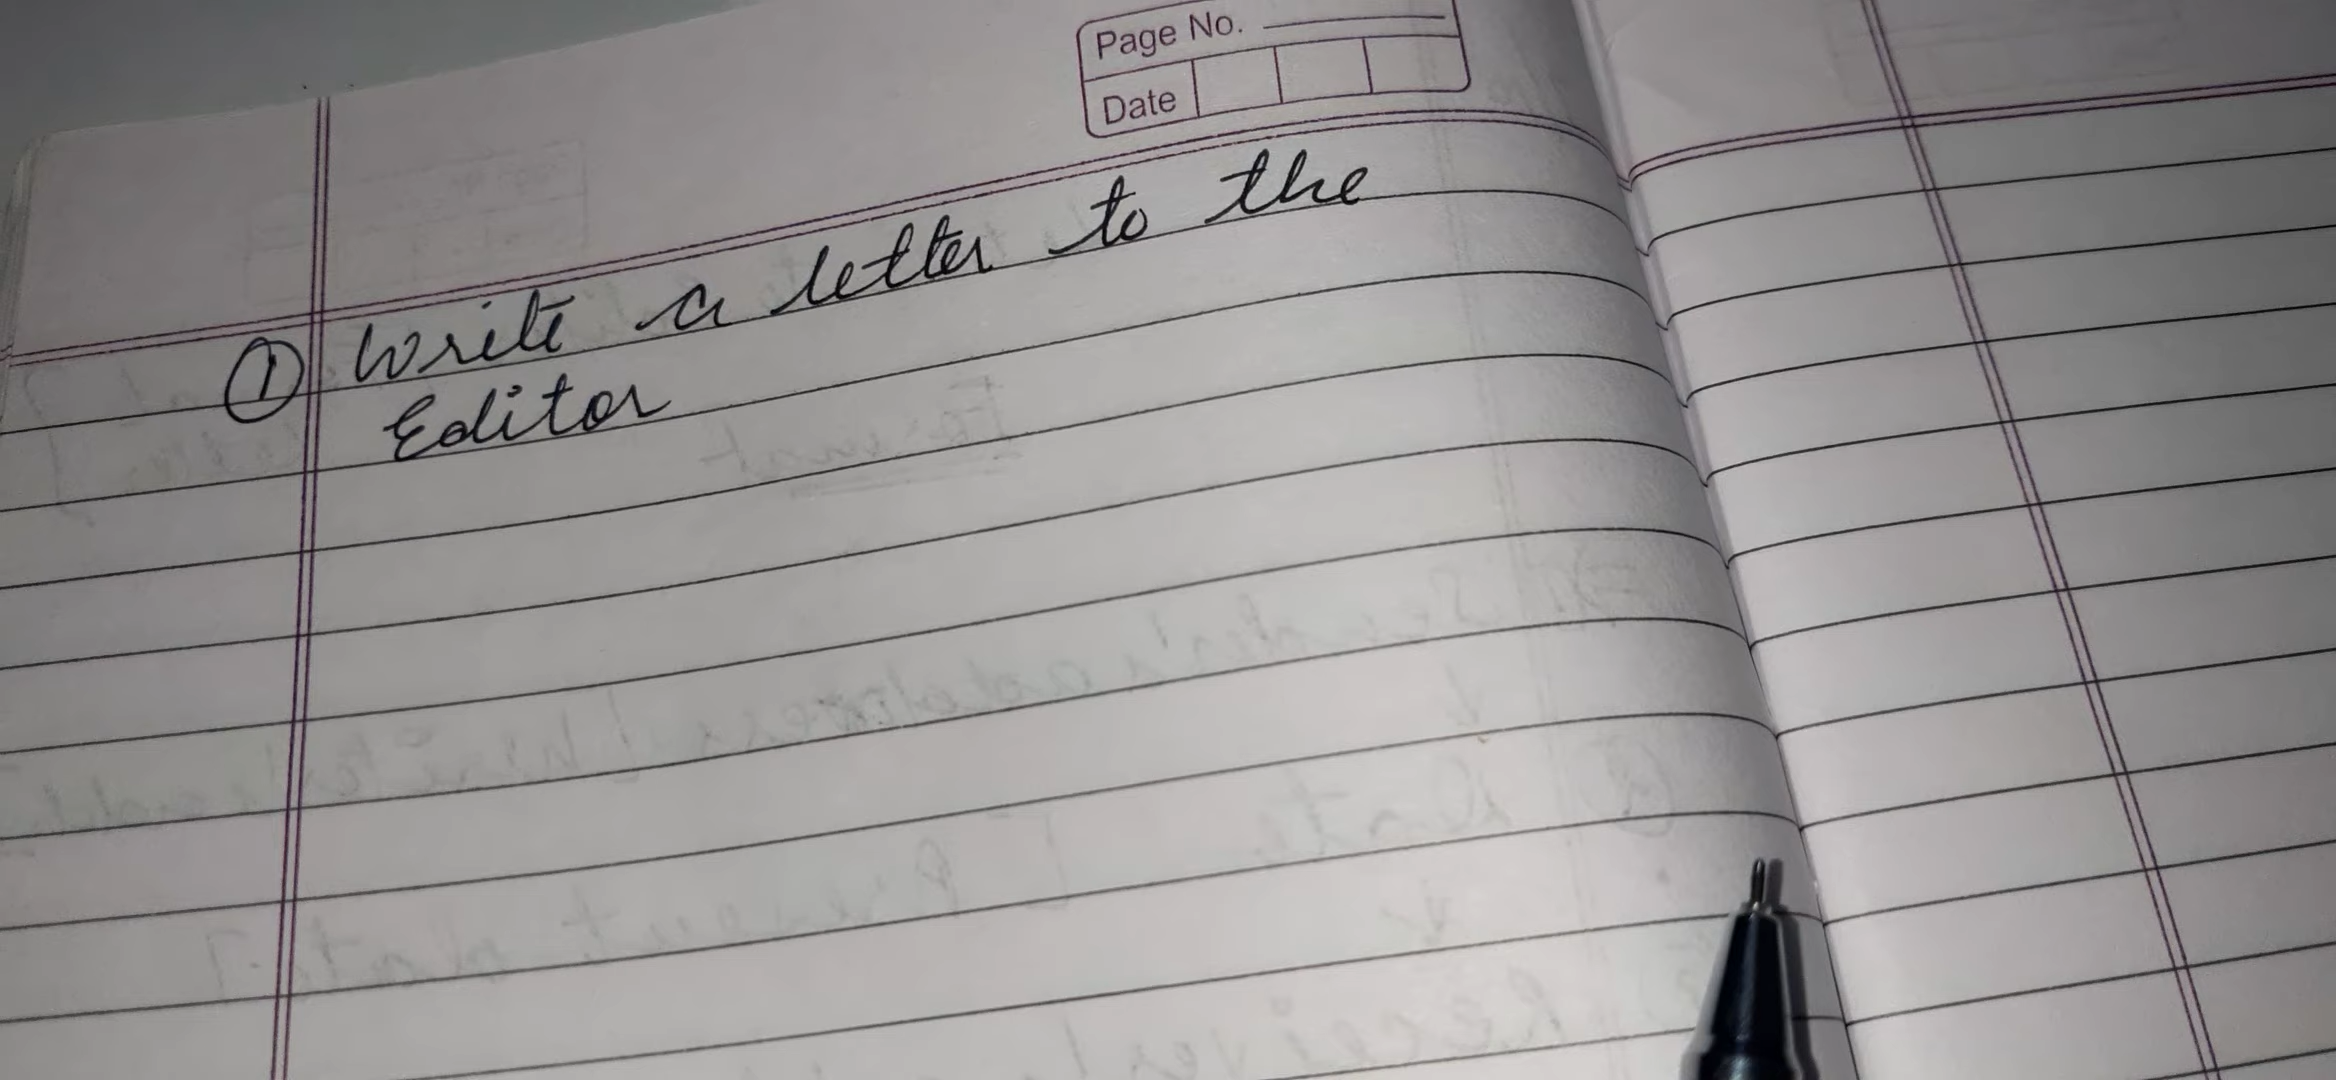 Page No.
Date
① Write a letter to the
Editor